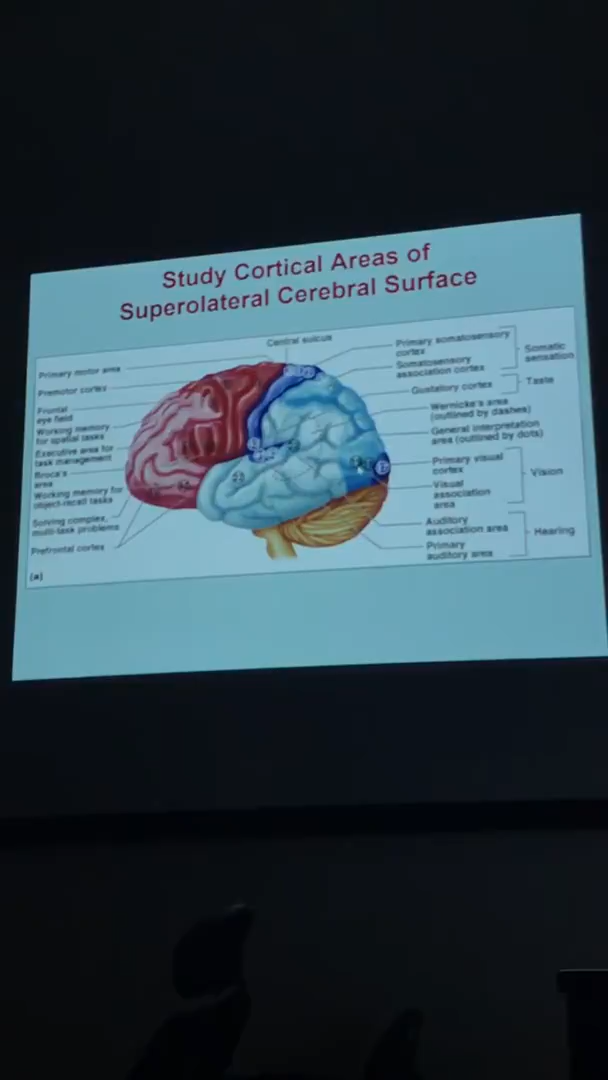 Study Cortical Areas of
Superolateral Cerebral Surface
Central sulcus
Primary motor area
Premotor cortex
Frontal
eye field
Working memory
for spatial tasks
Executive area for
task management
Broca's
area
Working memory for
object-recall tasks
Solving complex,
multi-task problems
Prefrontal cortex
(a)
Primary somatosensory
cortex
Somatosensory
association cortex
Somatic
sensation
Gustatory cortex
Taste
Wernicke's area
(outlined by dashes)
General interpretation
area (outlined by dots)
Primary visual
cortex
Visual
association
area
Vision
Auditory
association area
Primary
auditory area
Hearing